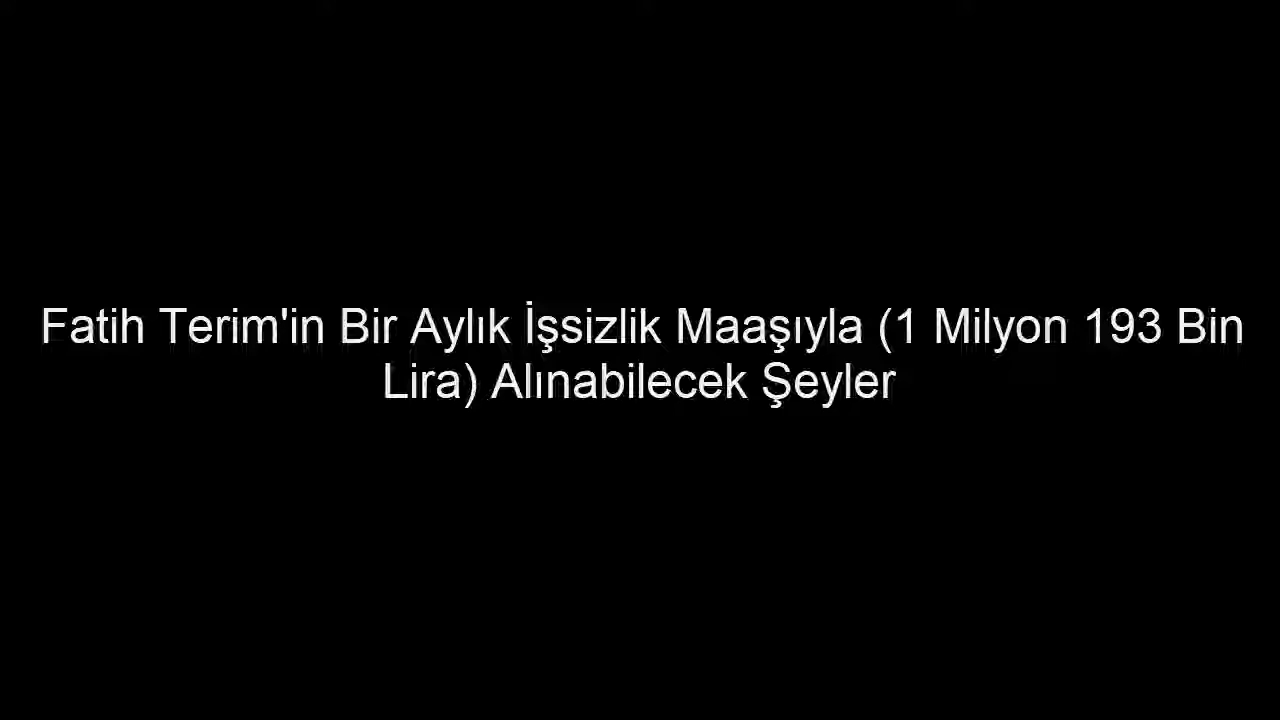 Fatih Terim'in Bir Aylık İşsizlik Maaşıyla (1 Milyon 193 Bin
Lira) Alınabilecek Şeyler